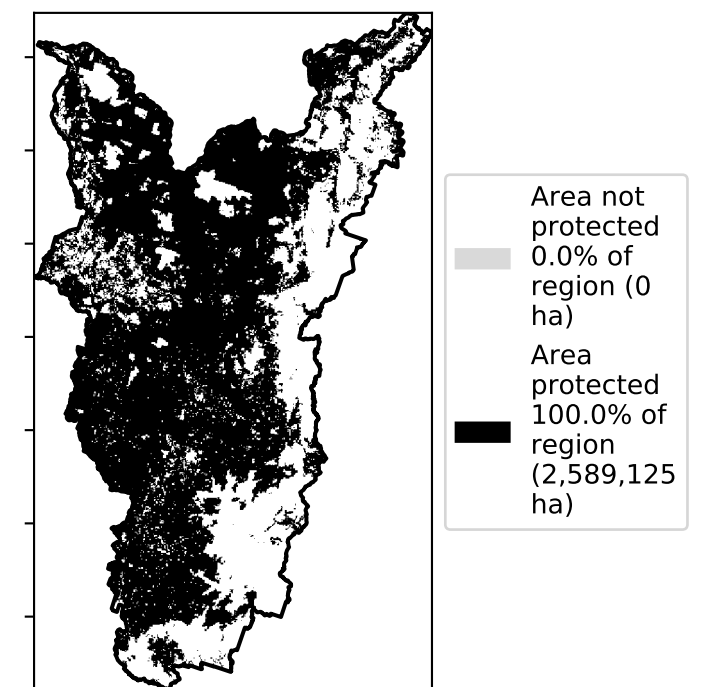 Area not
protected
0.0% of
region (0
ha)
Area
protected
100.0% of
region
(2,589,125
ha)